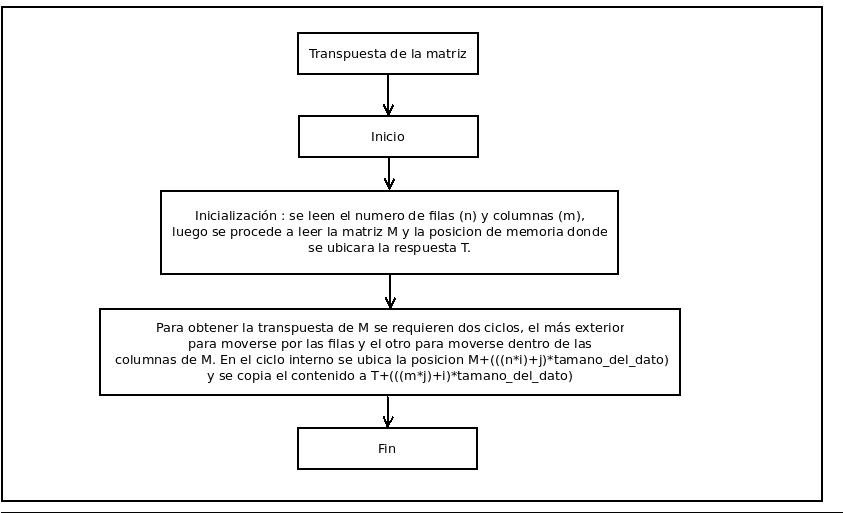 Transpuesta de la matriz
Inicio
Inicialización : se leen el numero de filas (n) y columnas (m),
luego se procede a leer la matriz M y la posicion de memoria donde
se ubicara la respuesta T.
Para obtener la transpuesta de M se requieren dos ciclos, el más exterior
para moverse por las filas y el otro para moverse dentro de las
columnas de M. En el ciclo interno se ubica la posicion M+(((n*i)+j)*tamano_del_dato)
y se copia el contenido a T+(((m*j)+i)*tamano_del_dato)
Fin